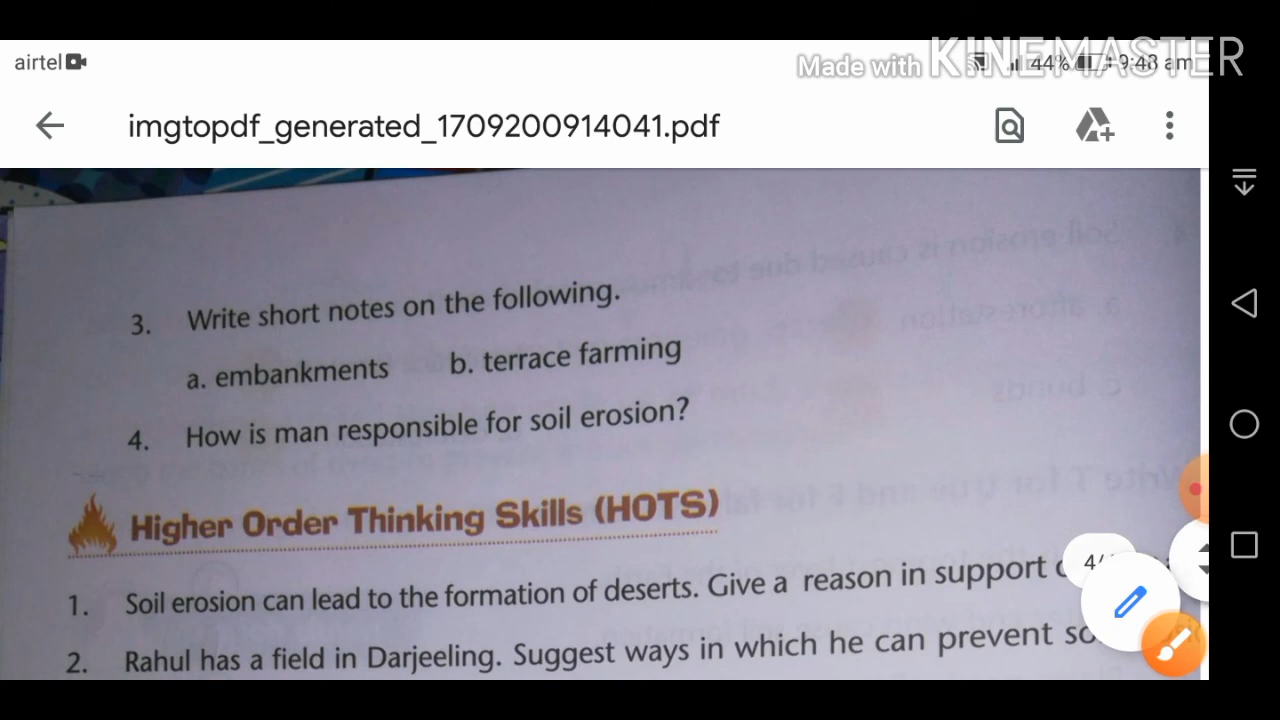 airtel
Made with KINEMASTER
44% 9:43 am
imgtopdf_generated_1709200914041.pdf
3. Write short notes on the following.
a. embankments b. terrace farming
4. How is man responsible for soil erosion?
Higher Order Thinking Skills (HOTS)
4/
1. Soil erosion can lead to the formation of deserts. Give a reason in support
2. Rahul has a field in Darjeeling. Suggest ways in which he can prevent